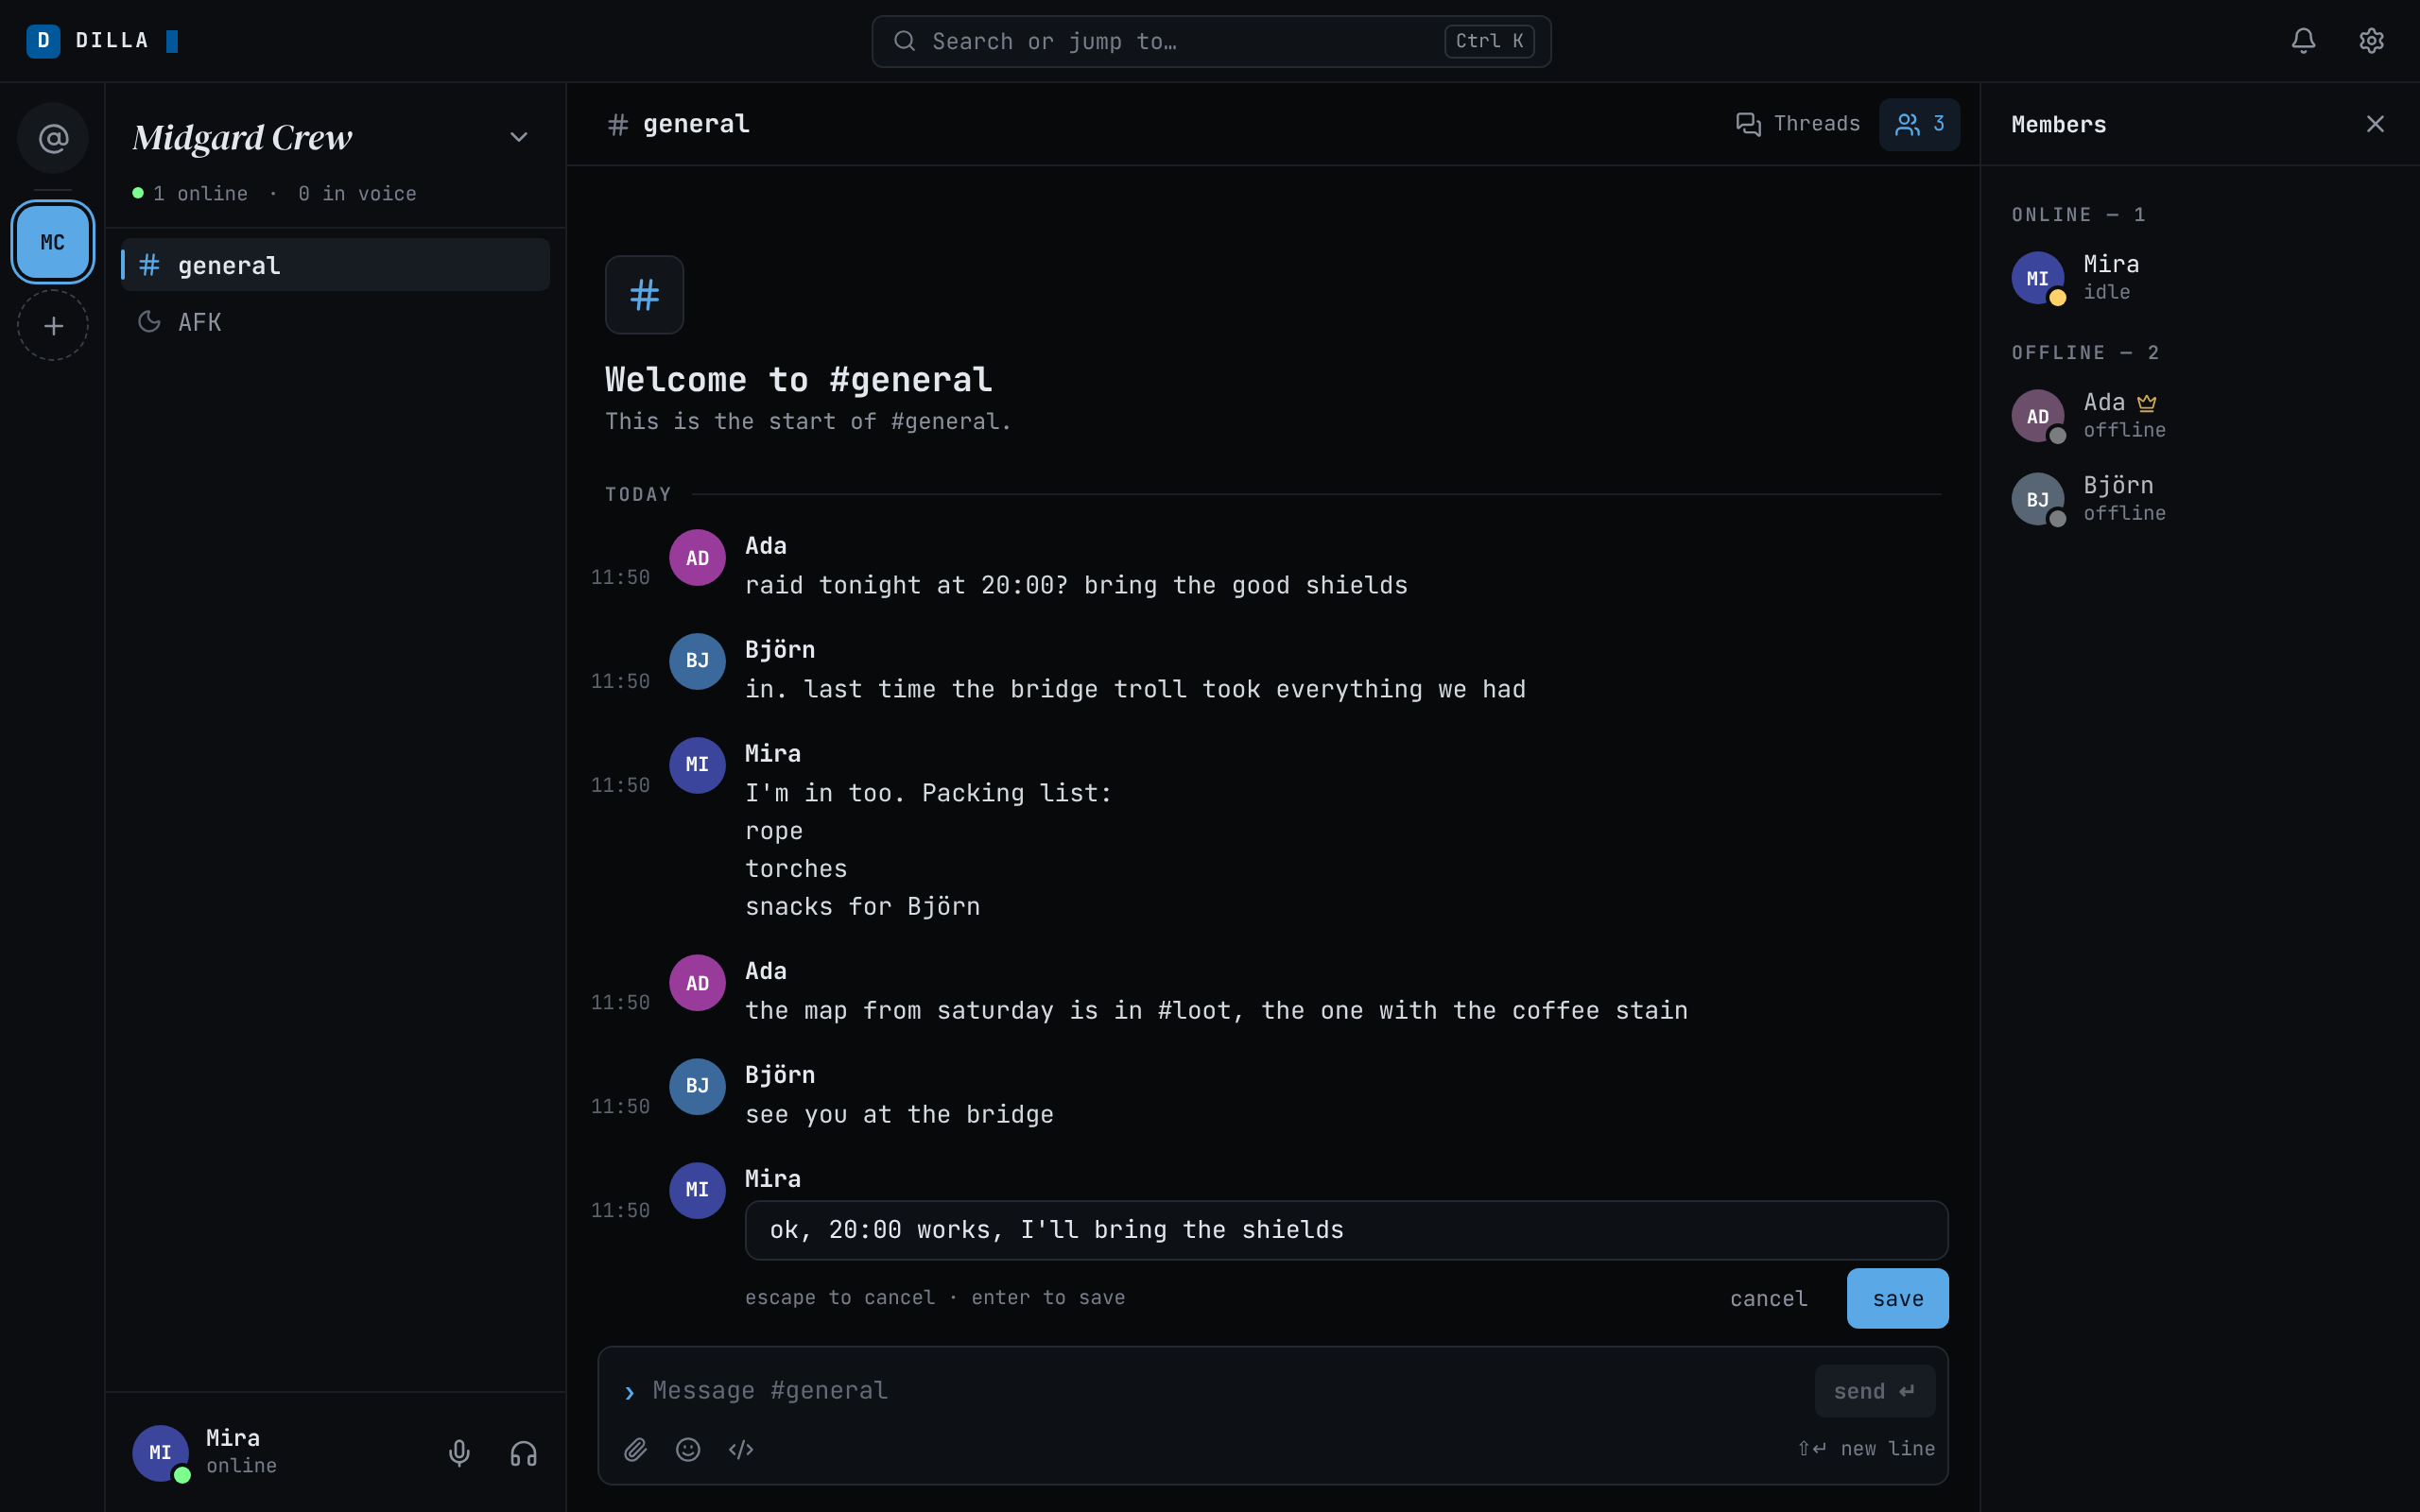 D DILLA
Search or jump to…
Ctrl K
MC
Midgard Crew
1 online · 0 in voice
general
AFK
MI
Mira
online
general
Threads
3
Welcome to #general
This is the start of #general.
TODAY
AD
Ada
11:50
raid tonight at 20:00? bring the good shields
BJ
Björn
11:50
in. last time the bridge troll took everything we had
MI
Mira
11:50
I'm in too. Packing list:
rope
torches
snacks for Björn
AD
Ada
11:50
the map from saturday is in #loot, the one with the coffee stain
BJ
Björn
11:50
see you at the bridge
MI
Mira
11:50
ok, 20:00 works, I'll bring the shields
escape to cancel · enter to save
cancel
save
› Message #general
send ↵
⇧↵ new line
Members
ONLINE — 1
MI
Mira
idle
OFFLINE — 2
AD
Ada
offline
BJ
Björn
offline